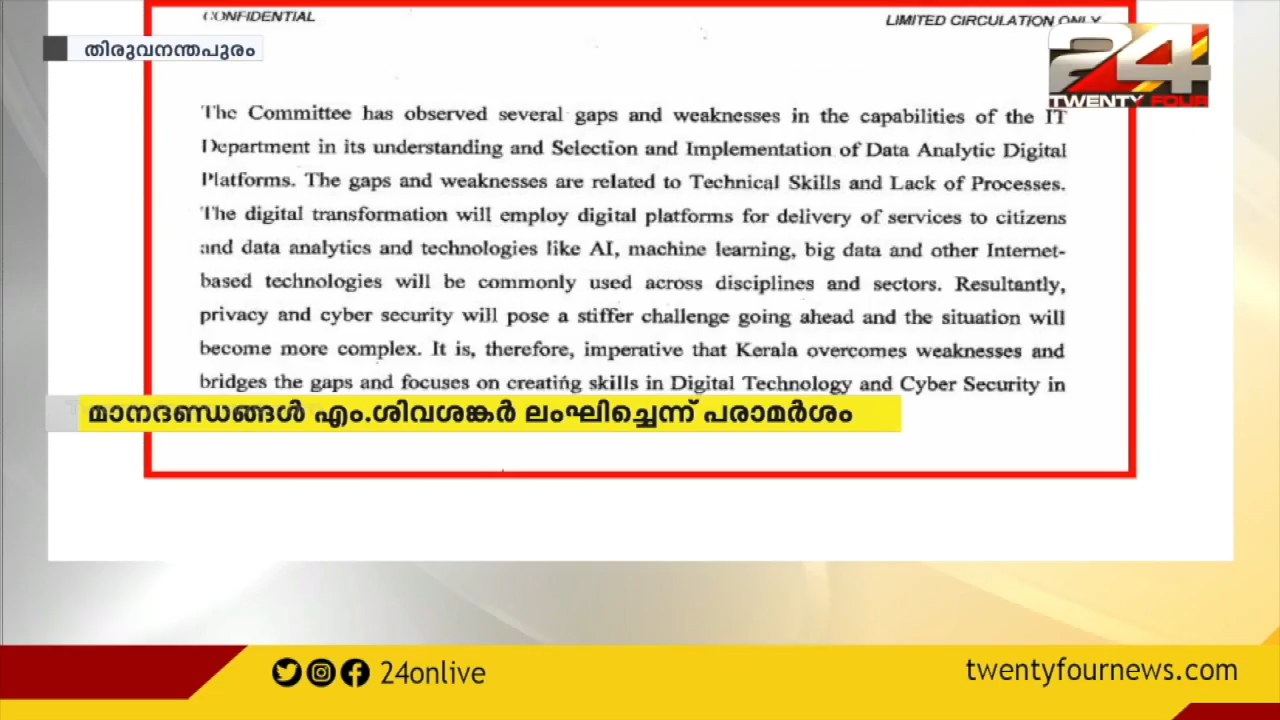 CONFIDENTIAL
LIMITED CIRCULATION ONLY
തിരുവനന്തപുരം
24
TWENTY FOUR
The Committee has observed several gaps and weaknesses in the capabilities of the IT
Department in its understanding and Selection and Implementation of Data Analytic Digital
Platforms. The gaps and weaknesses are related to Technical Skills and Lack of Processes.
The digital transformation will employ digital platforms for delivery of services to citizens
and data analytics and technologies like AI, machine learning, big data and other Internet-
based technologies will be commonly used across disciplines and sectors. Resultantly,
privacy and cyber security will pose a stiffer challenge going ahead and the situation will
become more complex. It is, therefore, imperative that Kerala overcomes weaknesses and
bridges the gaps and focuses on creating skills in Digital Technology and Cyber Security in
മാനദണ്ഡങ്ങൾ എം.ശിവശങ്കർ ലംഘിച്ചെന്ന് പരാമർശം
24onlive
twentyfournews.com